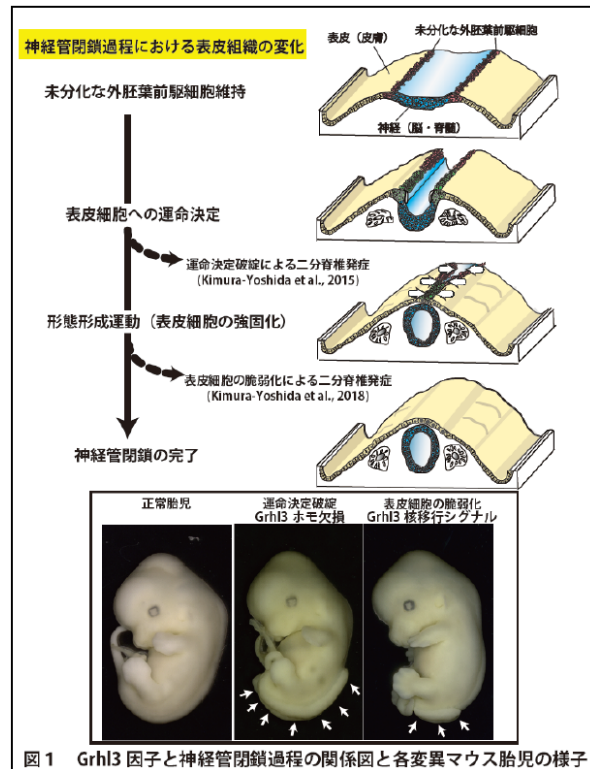 神経管閉鎖過程における表皮組織の変化
表皮（皮膚）
未分化な外胚葉前駆細胞
神経（脳・脊髄）
未分化な外胚葉前駆細胞維持
表皮細胞への運命決定
運命決定破綻による二分脊椎発症
(Kimura-Yoshida et al., 2015)
形態形成運動（表皮細胞の強固化）
表皮細胞の脆弱化による二分脊椎発症
(Kimura-Yoshida et al., 2018)
神経管閉鎖の完了
正常胎児
運命決定破綻
Grhl3 ホモ欠損
表皮細胞の脆弱化
Grhl3 核移行シグナル
図1 Grhl3 因子と神経管閉鎖過程の関係図と各変異マウス胎児の様子